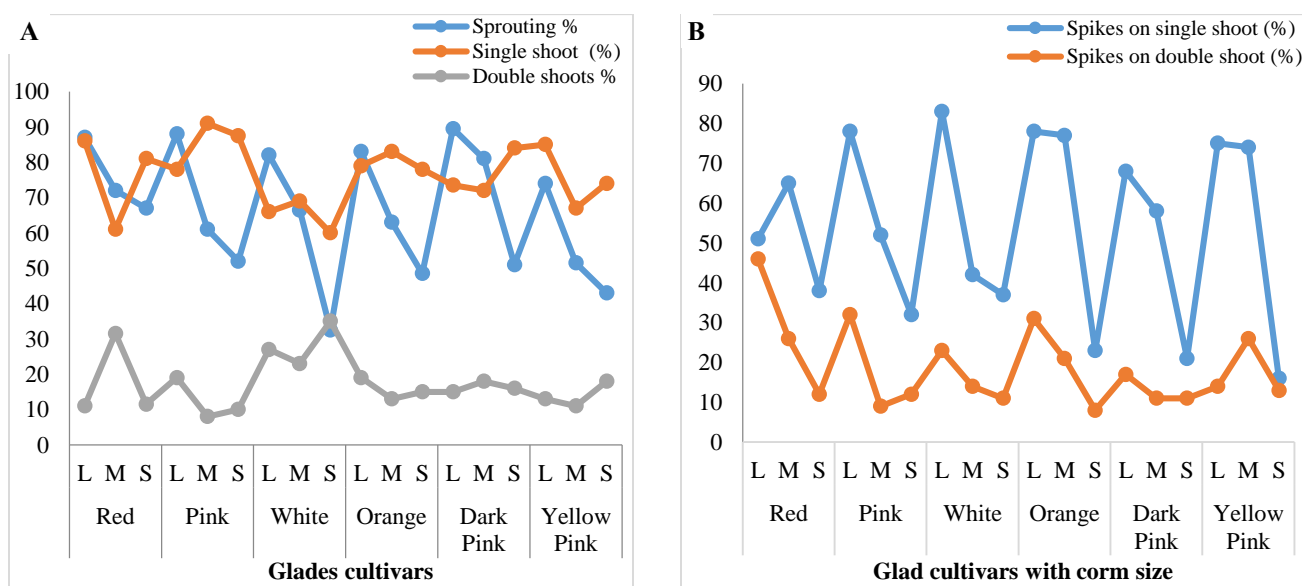 A
Sprouting %
Single shoot (%)
Double shoots %
100
90
80
70
60
50
40
30
20
10
0
L M S L M S L M S L M S L M S L M S
Red Pink White Orange Dark Pink Yellow Pink
Glades cultivars
B
Spikes on single shoot (%)
Spikes on double shoot (%)
90
80
70
60
50
40
30
20
10
0
L M S L M S L M S L M S L M S L M S
Red Pink White Orange Dark Pink Yellow Pink
Glad cultivars with corm size